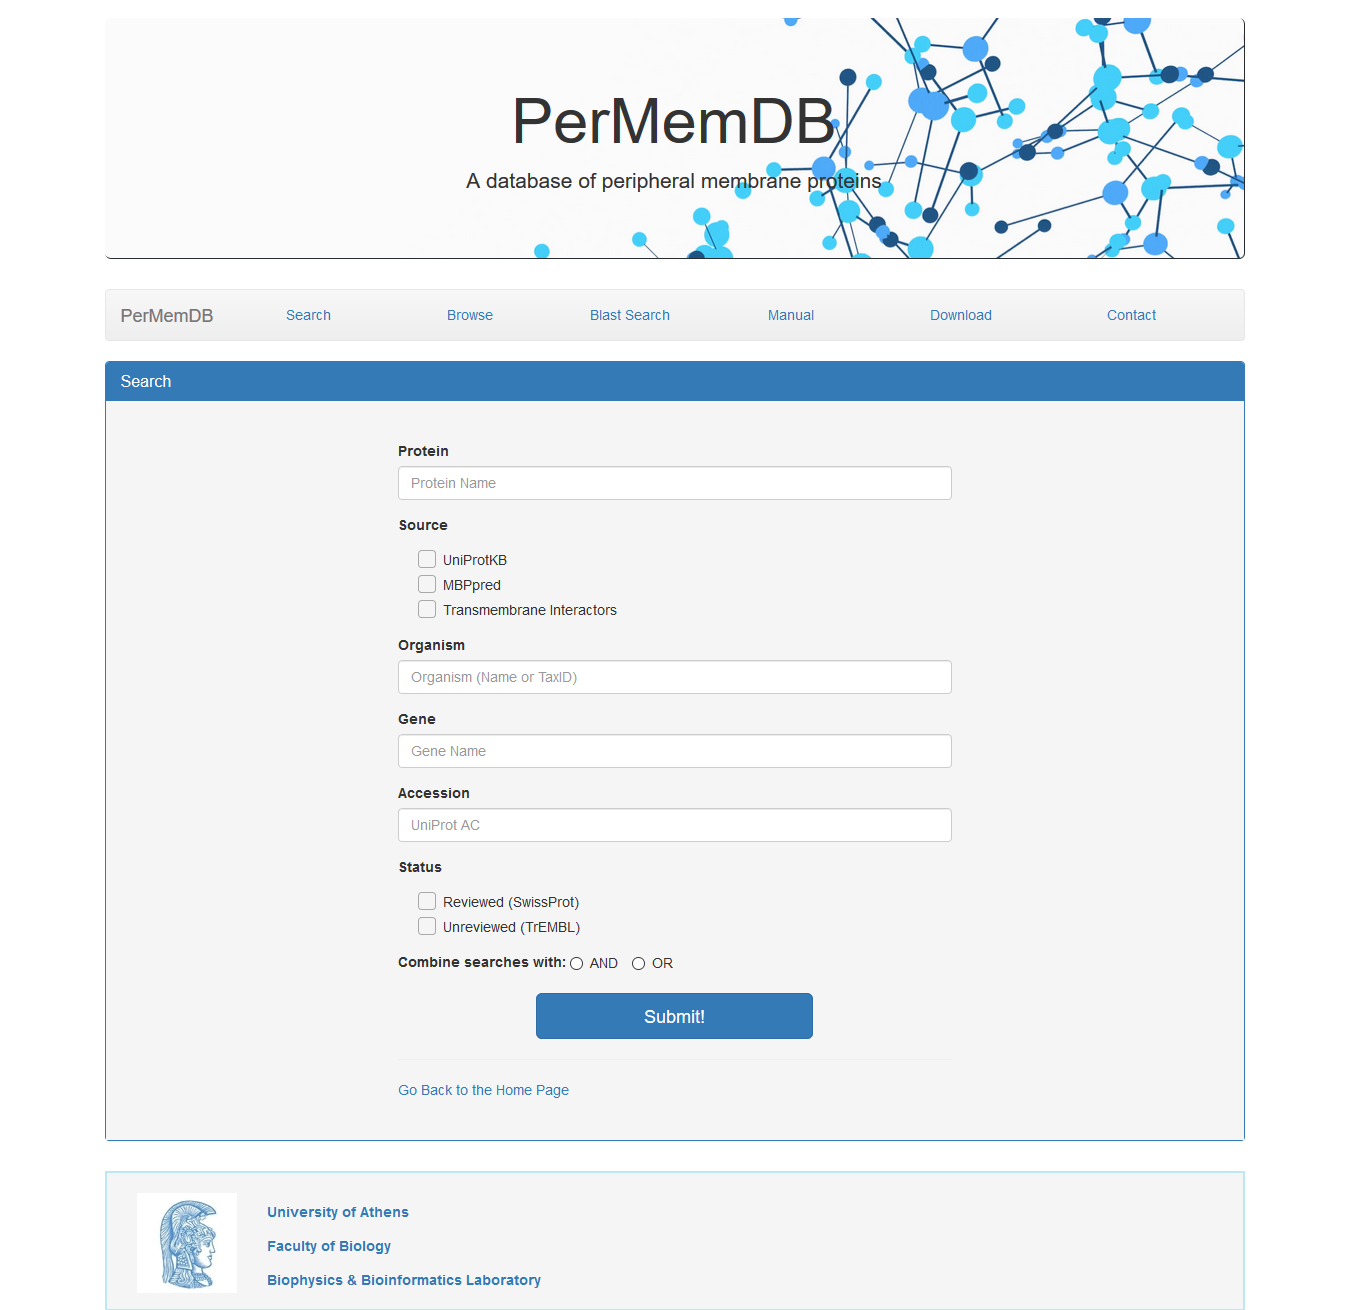 PerMemDB
A database of peripheral membrane proteins
PerMemDB Search Browse Blast Search Manual Download Contact
Search
Protein
Protein Name
Source
UniProtKB
MBPpred
Transmembrane Interactors
Organism
Organism (Name or TaxID)
Gene
Gene Name
Accession
UniProt AC
Status
Reviewed (SwissProt)
Unreviewed (TrEMBL)
Combine searches with: AND OR
Submit!
Go Back to the Home Page
University of Athens
Faculty of Biology
Biophysics & Bioinformatics Laboratory